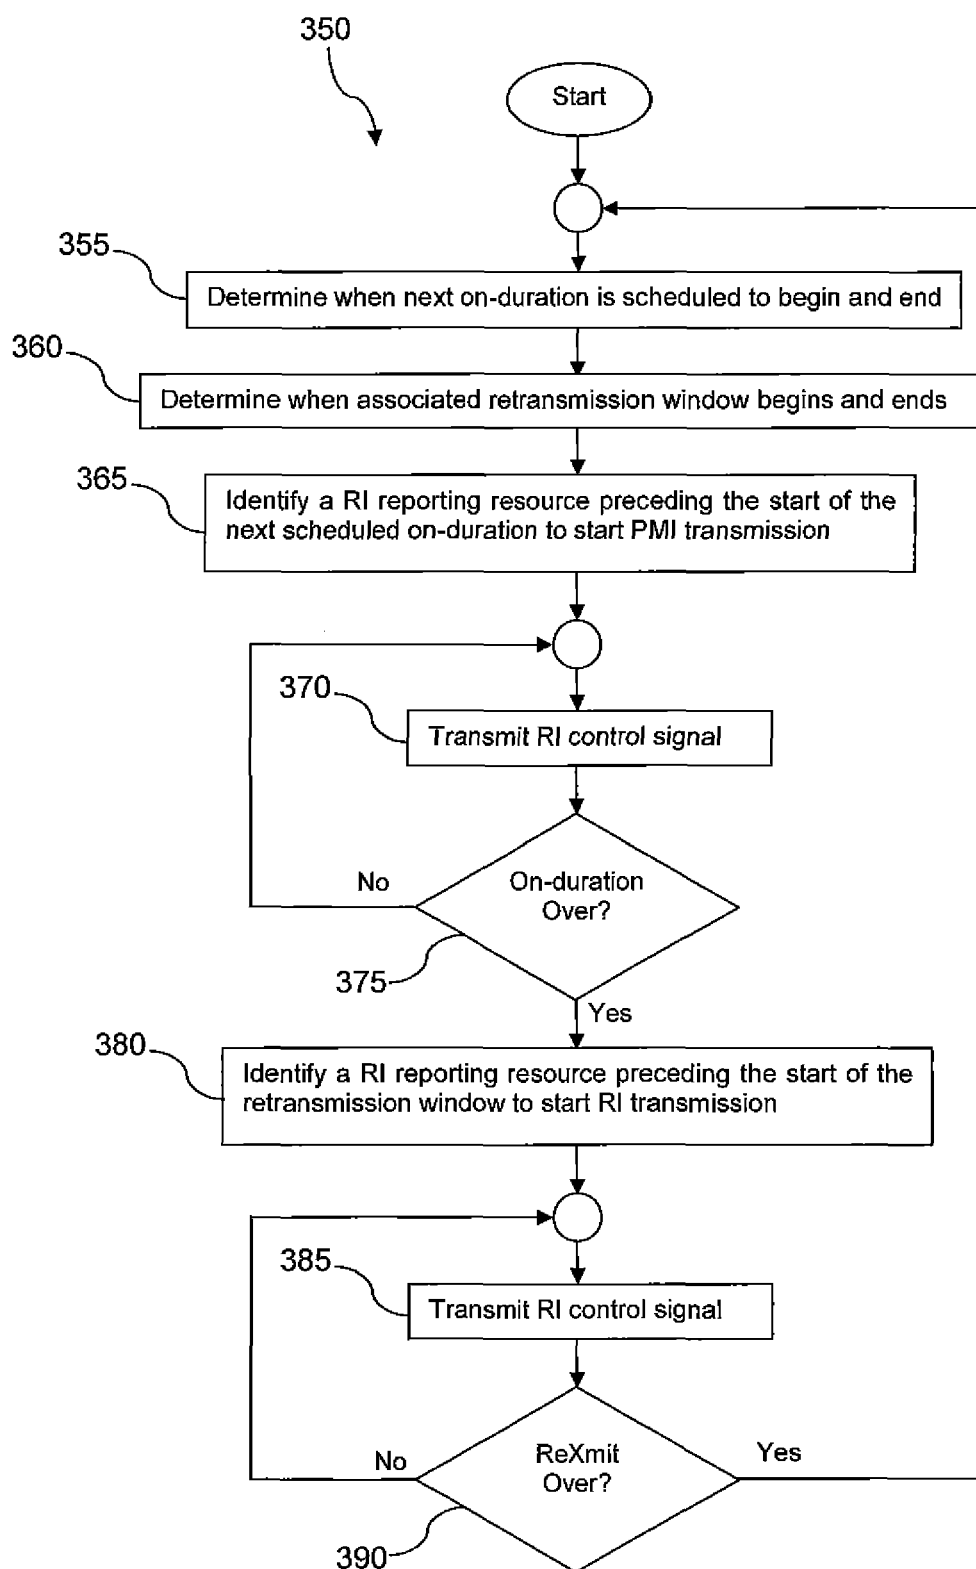 350
Start
355
Determine when next on-duration is scheduled to begin and end
360
Determine when associated retransmission window begins and ends
365
Identify a RI reporting resource preceding the start of the
next scheduled on-duration to start PMI transmission
370
Transmit RI control signal
On-duration
Over?
No
375
Yes
380
Identify a RI reporting resource preceding the start of the
retransmission window to start RI transmission
385
Transmit RI control signal
ReXmit
Over?
No
Yes
390